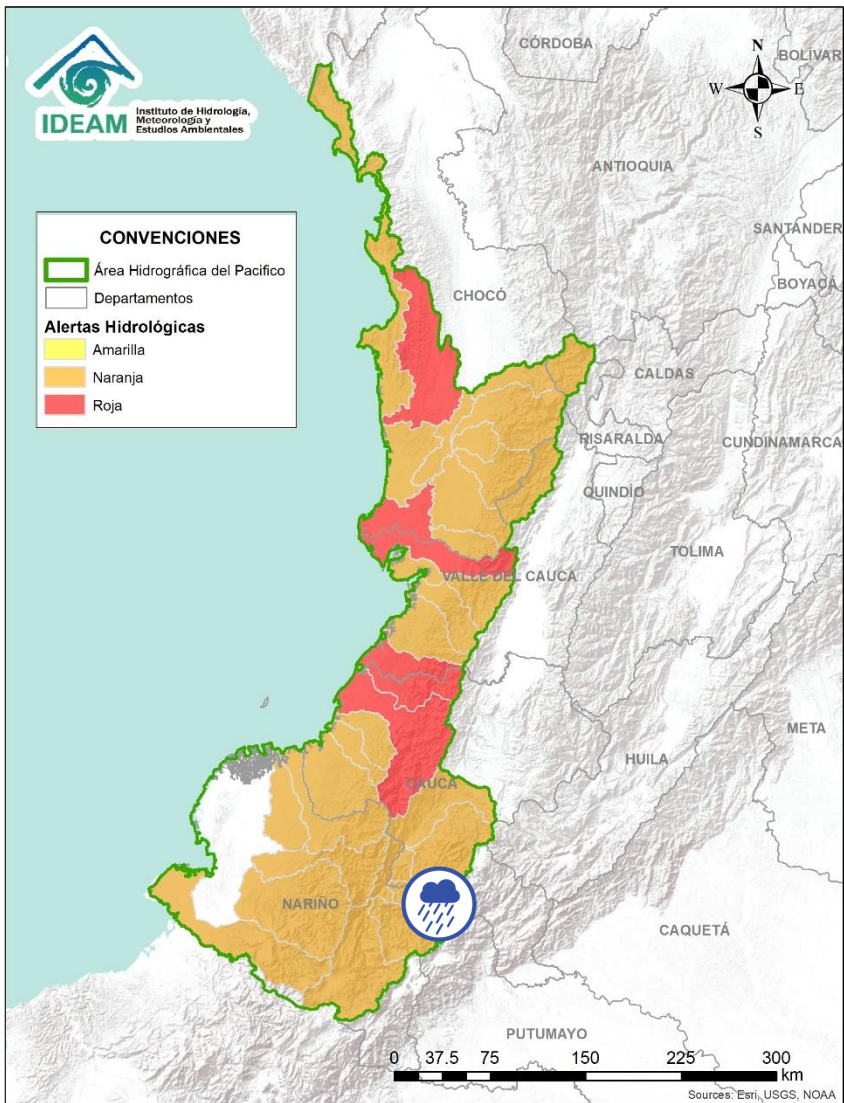 IDEAM
Instituto de Hidrología,
Meteorología y
Estudios Ambientales
N
W
E
S
CÓRDOBA
BOLÍVAR
ANTIOQUIA
SANTANDER
BOYACÁ
CHOCÓ
CALDAS
RISARALDA
CUNDINAMARCA
QUINDÍO
TOLIMA
VALLE DEL CAUCA
META
HUILA
CAUCA
NARIÑO
CAQUETÁ
PUTUMAYO
CONVENCIONES
Área Hidrográfica del Pacifico
Departamentos
Alertas Hidrológicas
Amarilla
Naranja
Roja
0 37.5 75 150 225 300
km
Sources: Esri, USGS, NOAA